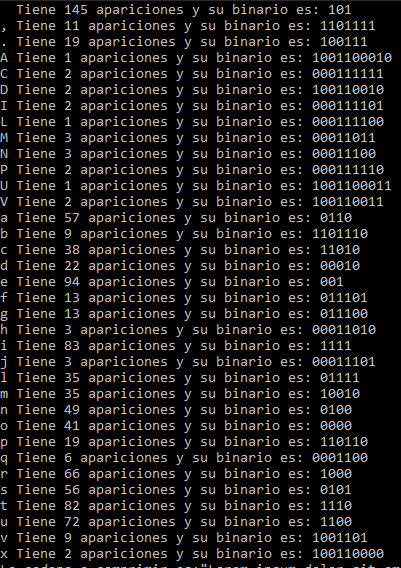 Tiene 145 apariciones y su binario es: 101
, Tiene 11 apariciones y su binario es: 1101111
. Tiene 19 apariciones y su binario es: 100111
A Tiene 1 apariciones y su binario es: 1001100010
C Tiene 2 apariciones y su binario es: 000111111
D Tiene 2 apariciones y su binario es: 100110010
I Tiene 2 apariciones y su binario es: 000111101
L Tiene 1 apariciones y su binario es: 000111100
M Tiene 3 apariciones y su binario es: 00011011
N Tiene 3 apariciones y su binario es: 00011100
P Tiene 2 apariciones y su binario es: 000111110
U Tiene 1 apariciones y su binario es: 1001100011
V Tiene 2 apariciones y su binario es: 100110011
a Tiene 57 apariciones y su binario es: 0110
b Tiene 9 apariciones y su binario es: 1101110
c Tiene 38 apariciones y su binario es: 11010
d Tiene 22 apariciones y su binario es: 00010
e Tiene 94 apariciones y su binario es: 001
f Tiene 13 apariciones y su binario es: 011101
g Tiene 13 apariciones y su binario es: 011100
h Tiene 3 apariciones y su binario es: 00011010
i Tiene 83 apariciones y su binario es: 1111
j Tiene 3 apariciones y su binario es: 00011101
l Tiene 35 apariciones y su binario es: 01111
m Tiene 35 apariciones y su binario es: 10010
n Tiene 49 apariciones y su binario es: 0100
o Tiene 41 apariciones y su binario es: 0000
p Tiene 19 apariciones y su binario es: 110110
q Tiene 6 apariciones y su binario es: 0001100
r Tiene 66 apariciones y su binario es: 1000
s Tiene 56 apariciones y su binario es: 0101
t Tiene 82 apariciones y su binario es: 1110
u Tiene 72 apariciones y su binario es: 1100
v Tiene 9 apariciones y su binario es: 1001101
x Tiene 2 apariciones y su binario es: 100110000